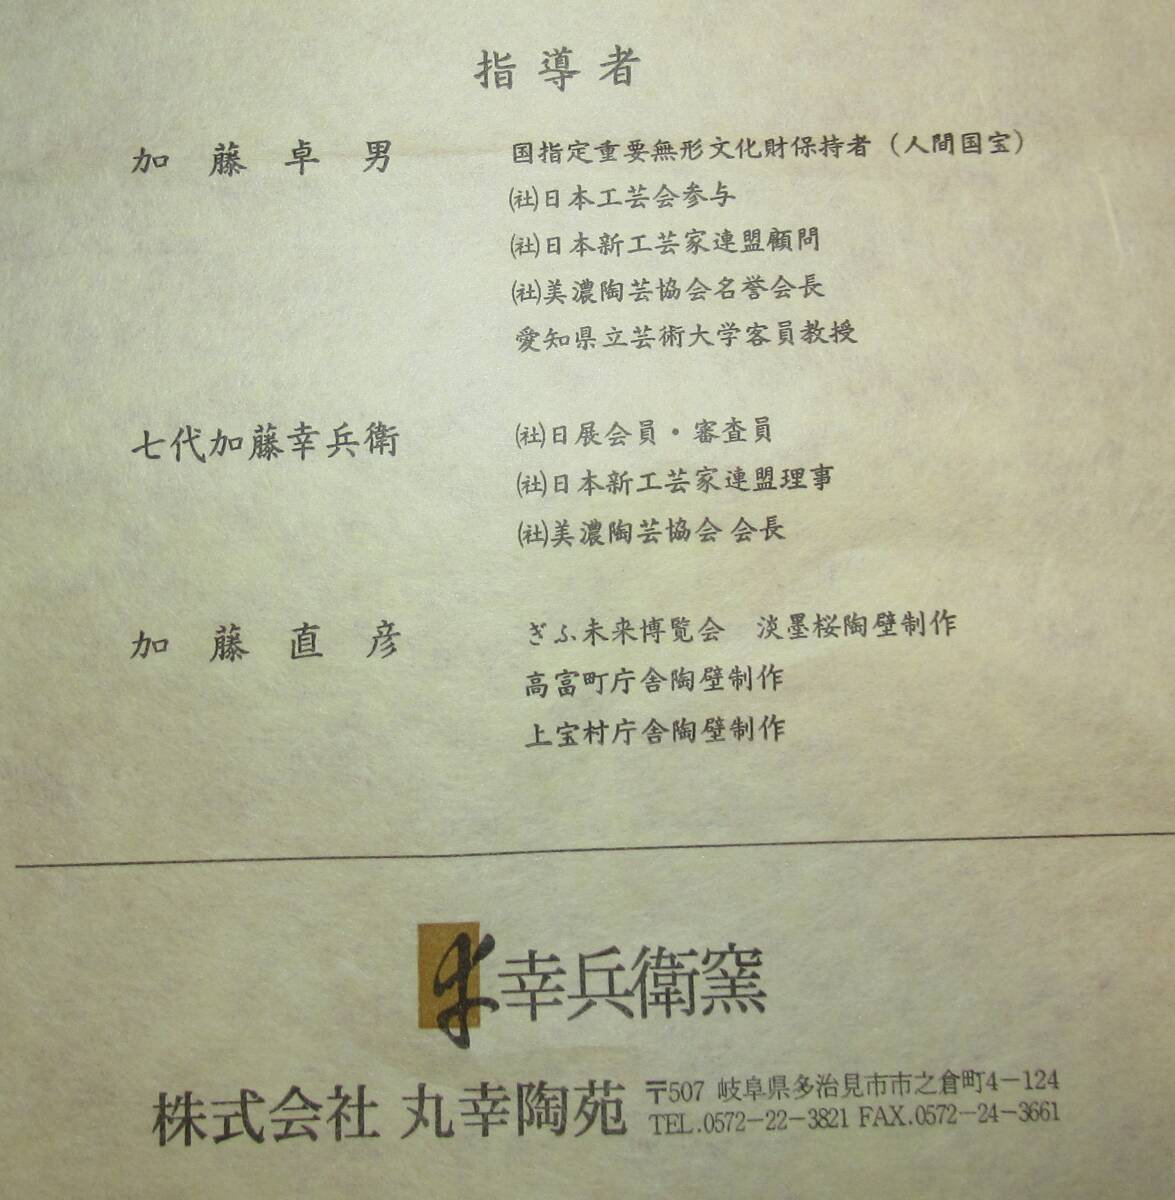 指導者
加藤卓男 国指定重要無形文化財保持者（人間国宝）
㈳日本工芸会参与
㈳日本新工芸家連盟顧問
㈳美濃陶芸協会名誉会長
愛知県立芸術大学客員教授
七代加藤幸兵衛 ㈳日展会員・審査員
㈳日本新工芸家連盟理事
㈳美濃陶芸協会 会長
加藤直彦 ぎふ未来博覧会 淡墨桜陶壁制作
高富町庁舎陶壁制作
上宝村庁舎陶壁制作
幸兵衛窯
株式会社 丸幸陶苑
〒507 岐阜県多治見市市之倉町4-124
TEL.0572-22-3821 FAX.0572-24-3661